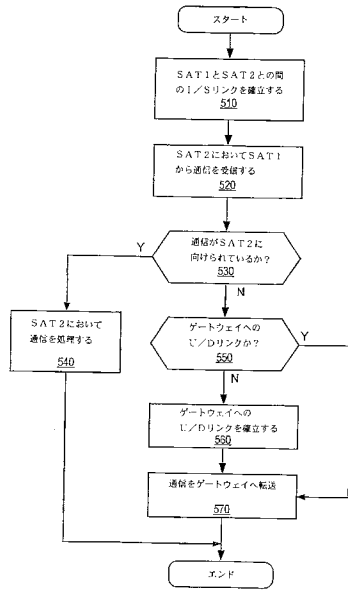 スタート
SAT1とSAT2との間
のI/Sリンクを確立する
510
SAT2においてSAT1
から通信を受信する
520
通信がSAT2に
向けられているか?
530
Y
N
SAT2において
通信を処理する
540
ゲートウェイへの
U/Dリンクか?
550
Y
N
ゲートウェイへの
U/Dリンクを確立する
560
通信をゲートウェイへ転送
570
エンド